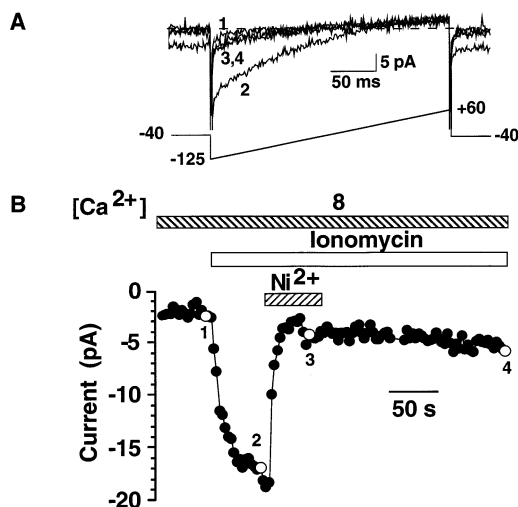 A
1
3,4
2
5 pA
50 ms
+60
-40
-40
-125
B
[Ca2+]
8
Ionomycin
Ni2+
0
-5
-10
-15
-20
Current (pA)
1
2
3
4
50 s